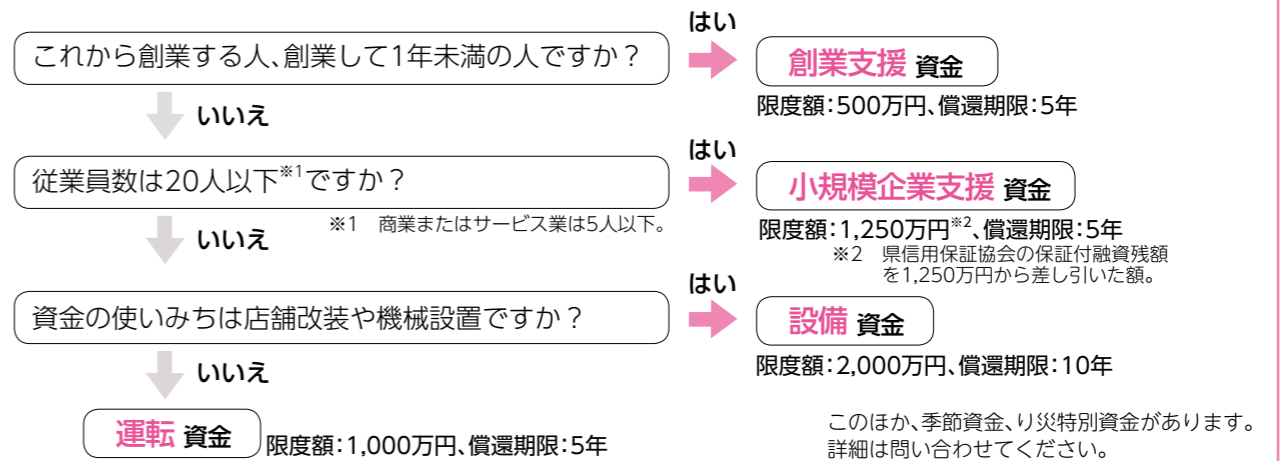 はい
これから創業する人、創業して1年未満の人ですか？
創業支援 資金
限度額：500万円、償還期限：5年
いいえ
はい
従業員数は20人以下※1ですか？
小規模企業支援 資金
※1 商業またはサービス業は5人以下。
限度額：1,250万円※2、償還期限：5年
※2 県信用保証協会の保証付融資残額
を1,250万円から差し引いた額。
いいえ
はい
資金の使いみちは店舗改装や機械設置ですか？
設備 資金
限度額：2,000万円、償還期限：10年
いいえ
運転 資金 限度額：1,000万円、償還期限：5年
このほか、季節資金、り災特別資金があります。
詳細は問い合わせてください。